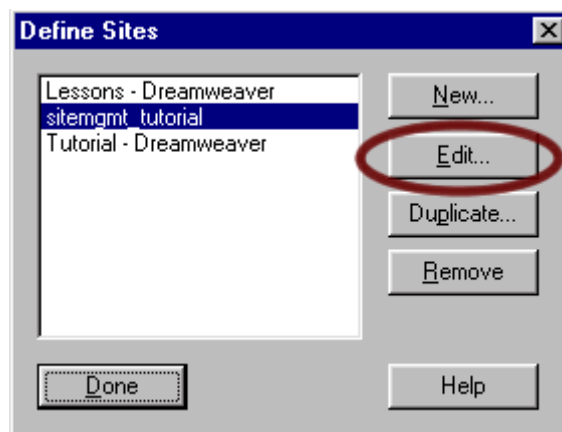 Define Sites
Lessons - Dreamweaver
sitemgmt_tutorial
Tutorial - Dreamweaver
New...
Edit...
Duplicate...
Remove
Done
Help